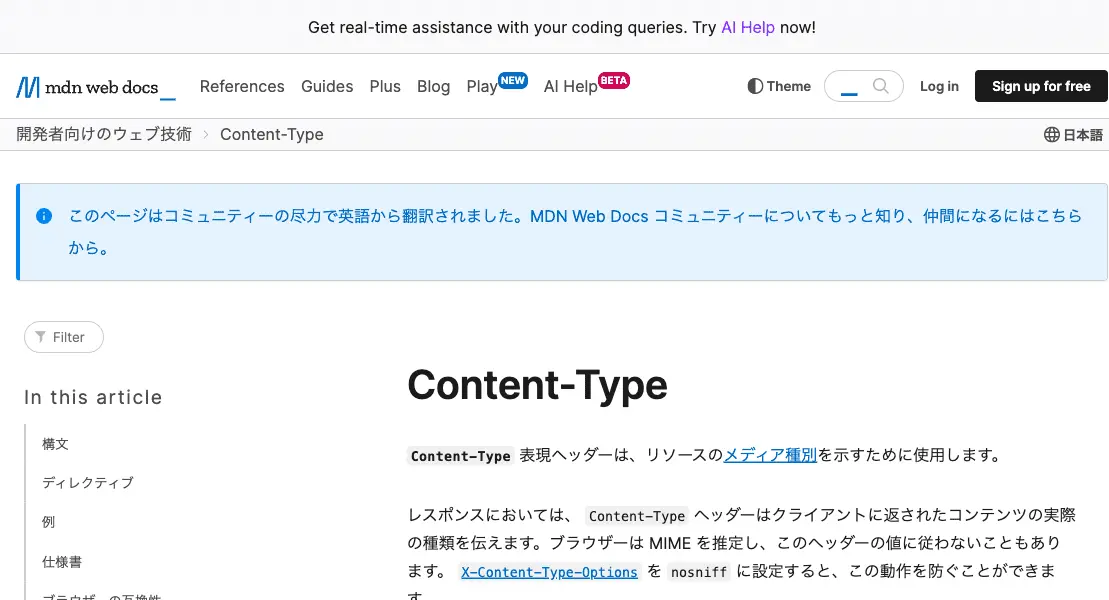 Get real-time assistance with your coding queries. Try AI Help now!
mdn web docs_ References Guides Plus Blog Play NEW AI Help BETA Theme Log in Sign up for free
開発者向けのウェブ技術 > Content-Type 日本語
このページはコミュニティーの尽力で英語から翻訳されました。MDN Web Docs コミュニティーについてもっと知り、仲間になるにはこちら
から。
Filter
In this article
構文
ディレクティブ
例
仕様書
ブラウザーの互換性
Content-Type
Content-Type 表現ヘッダーは、リソースのメディア種別を示すために使用します。
レスポンスにおいては、 Content-Type ヘッダーはクライアントに返されたコンテンツの実際
の種類を伝えます。ブラウザーは MIME を推定し、このヘッダーの値に従わないこともあり
ます。 X-Content-Type-Options を nosniff に設定すると、この動作を防ぐことができま
す。